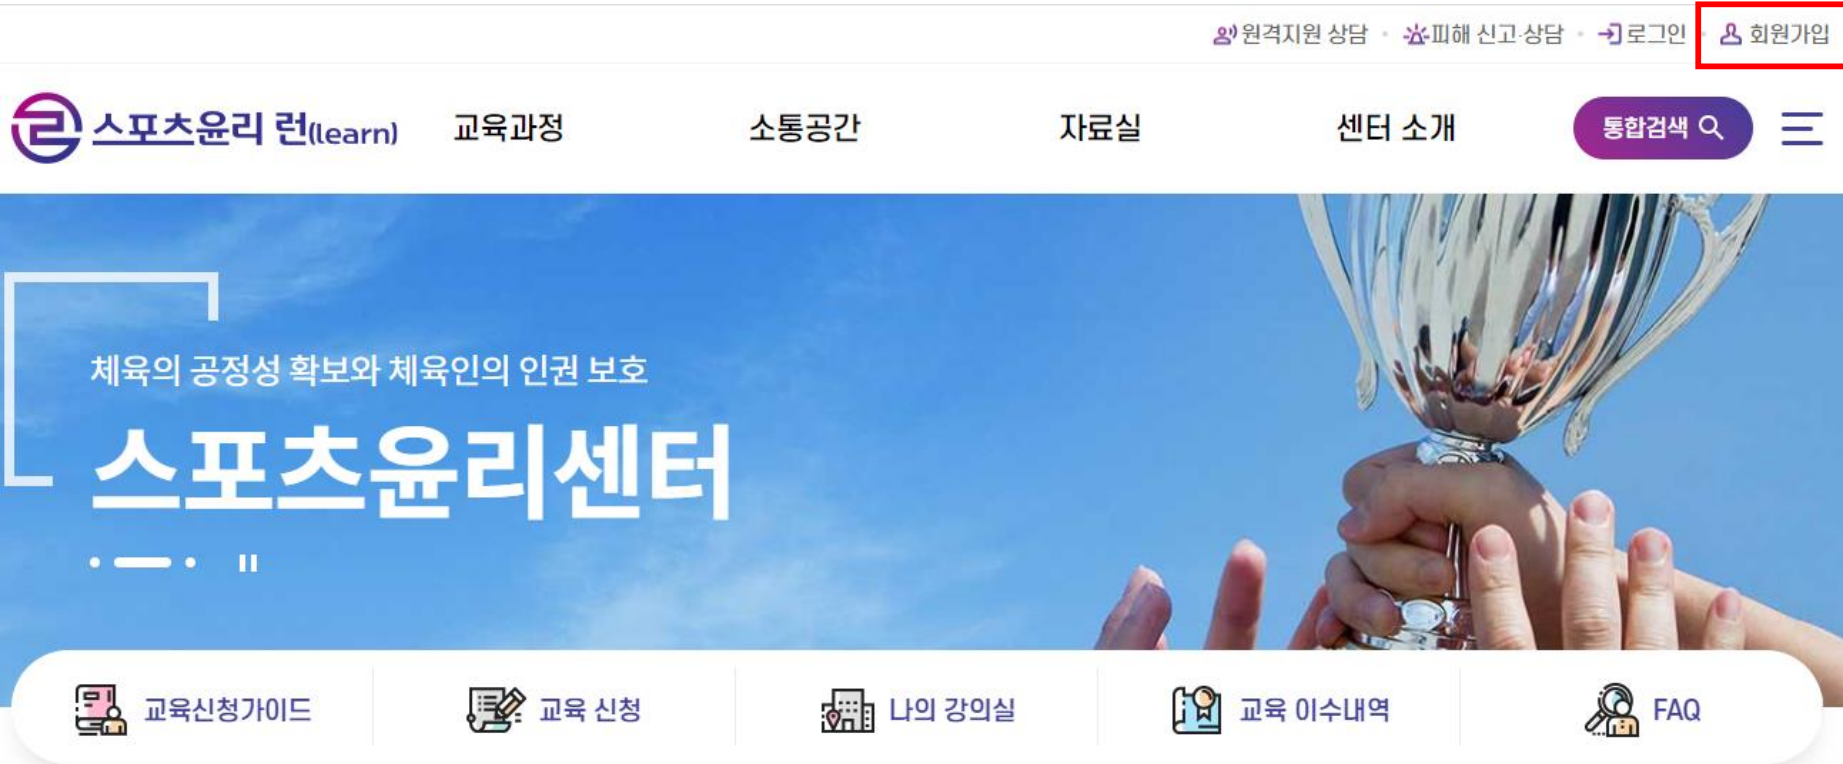 원격지원 상담 피해 신고·상담 로그인 회원가입
런 스포츠윤리 런(learn) 교육과정 소통공간 자료실 센터 소개 통합검색
체육의 공정성 확보와 체육인의 인권 보호
스포츠윤리센터
교육신청가이드 교육 신청 나의 강의실 교육 이수내역 FAQ